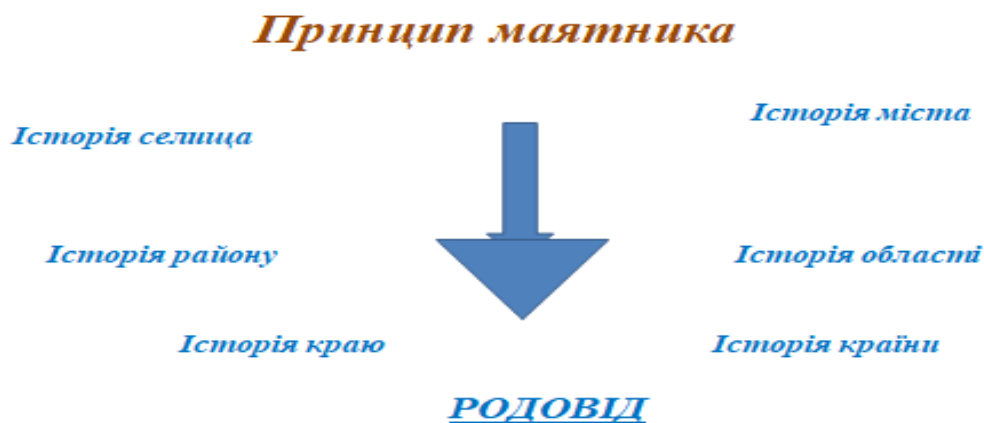 Принцип маятника
Історія селища
Історія міста
Історія району
Історія області
Історія краю
Історія країни
РОДОВІД